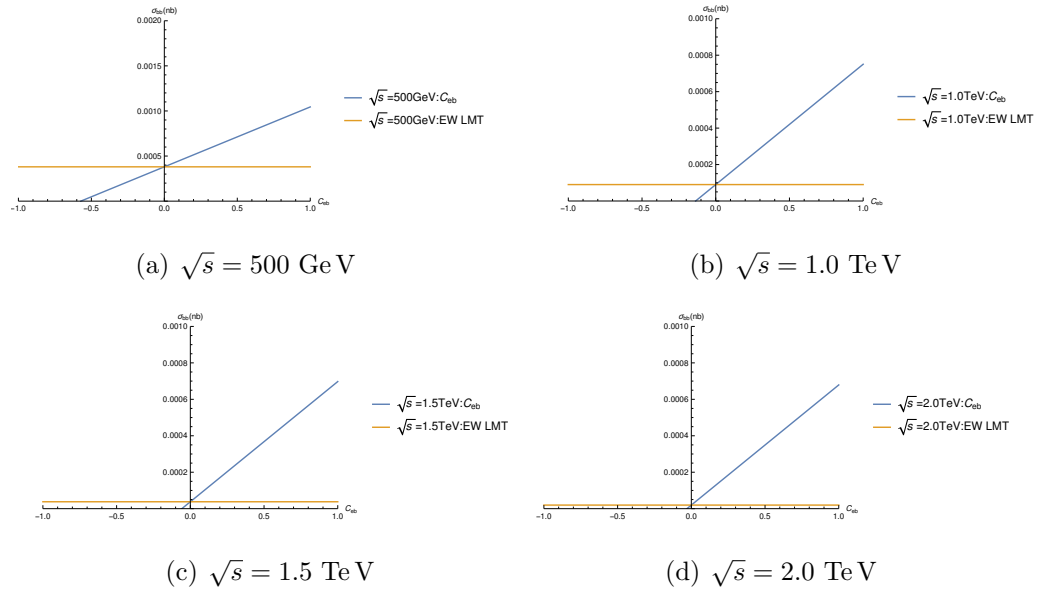 σbb(nb)
0.0020
0.0015
0.0010
0.0005
-1.0 -0.5 0.0 0.5 1.0 Ceb
√s=500GeV:Ceb
√s=500GeV:EW LMT
(a) √s = 500 GeV
σbb(nb)
0.0010
0.0008
0.0006
0.0004
0.0002
-1.0 -0.5 0.0 0.5 1.0 Ceb
√s=1.0TeV:Ceb
√s=1.0TeV:EW LMT
(b) √s = 1.0 TeV
σbb(nb)
0.0010
0.0008
0.0006
0.0004
0.0002
-1.0 -0.5 0.0 0.5 1.0 Ceb
√s=1.5TeV:Ceb
√s=1.5TeV:EW LMT
(c) √s = 1.5 TeV
σbb(nb)
0.0010
0.0008
0.0006
0.0004
0.0002
-1.0 -0.5 0.0 0.5 1.0 Ceb
√s=2.0TeV:Ceb
√s=2.0TeV:EW LMT
(d) √s = 2.0 TeV